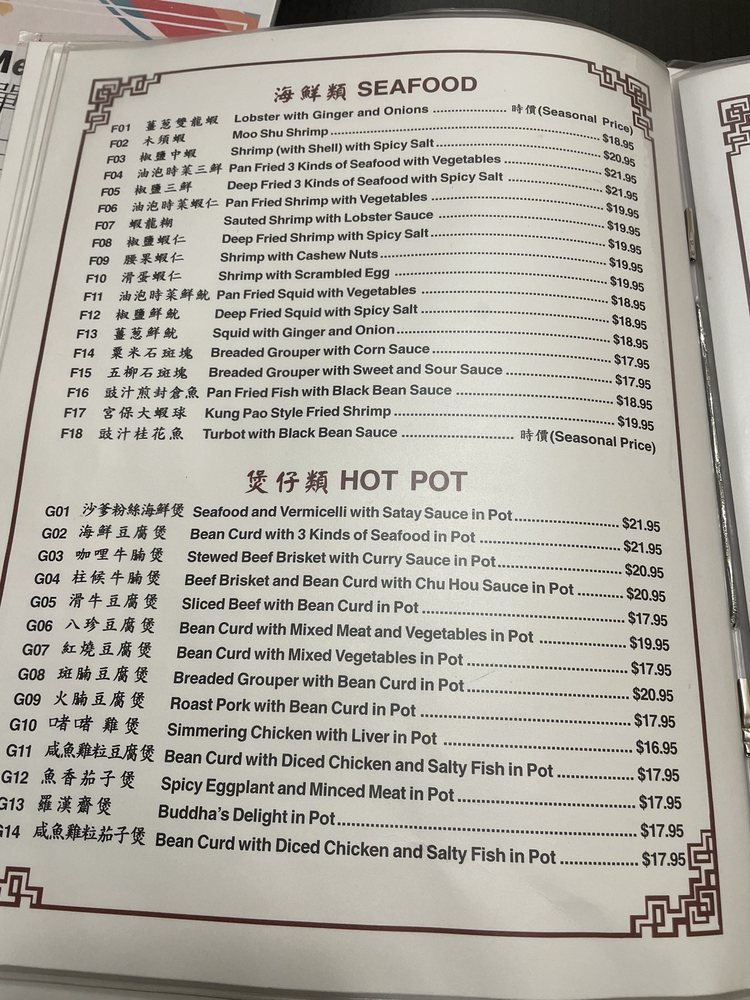 Me
單
海鮮類 SEAFOOD
F01 薑葱雙龍蝦 Lobster with Ginger and Onions .................. 時價(Seasonal Price)
F02 木須蝦 Moo Shu Shrimp .................. $18.95
F03 椒鹽中蝦 Shrimp (with Shell) with Spicy Salt .................. $20.95
F04 油泡時菜三鮮 Pan Fried 3 Kinds of Seafood with Vegetables .................. $21.95
F05 椒鹽三鮮 Deep Fried 3 Kinds of Seafood with Spicy Salt .................. $21.95
F06 油泡時菜蝦仁 Pan Fried Shrimp with Vegetables .................. $19.95
F07 蝦龍糊 Sauted Shrimp with Lobster Sauce .................. $19.95
F08 椒鹽蝦仁 Deep Fried Shrimp with Spicy Salt .................. $19.95
F09 腰果蝦仁 Shrimp with Cashew Nuts .................. $19.95
F10 滑蛋蝦仁 Shrimp with Scrambled Egg .................. $19.95
F11 油泡時菜鮮魷 Pan Fried Squid with Vegetables .................. $18.95
F12 椒鹽鮮魷 Deep Fried Squid with Spicy Salt .................. $18.95
F13 薑葱鮮魷 Squid with Ginger and Onion .................. $18.95
F14 粟米石斑塊 Breaded Grouper with Corn Sauce .................. $17.95
F15 五柳石斑塊 Breaded Grouper with Sweet and Sour Sauce .................. $17.95
F16 豉汁煎封倉魚 Pan Fried Fish with Black Bean Sauce .................. $18.95
F17 宮保大蝦球 Kung Pao Style Fried Shrimp .................. $19.95
F18 豉汁桂花魚 Turbot with Black Bean Sauce .................. 時價(Seasonal Price)
煲仔類 HOT POT
G01 沙爹粉絲海鮮煲 Seafood and Vermicelli with Satay Sauce in Pot .................. $21.95
G02 海鮮豆腐煲 Bean Curd with 3 Kinds of Seafood in Pot .................. $21.95
G03 咖哩牛腩煲 Stewed Beef Brisket with Curry Sauce in Pot .................. $20.95
G04 柱候牛腩煲 Beef Brisket and Bean Curd with Chu Hou Sauce in Pot .................. $20.95
G05 滑牛豆腐煲 Sliced Beef with Bean Curd in Pot .................. $17.95
G06 八珍豆腐煲 Bean Curd with Mixed Meat and Vegetables in Pot .................. $19.95
G07 紅燒豆腐煲 Bean Curd with Mixed Vegetables in Pot .................. $17.95
G08 斑腩豆腐煲 Breaded Grouper with Bean Curd in Pot .................. $20.95
G09 火腩豆腐煲 Roast Pork with Bean Curd in Pot .................. $17.95
G10 啫啫 雞煲 Simmering Chicken with Liver in Pot .................. $16.95
G11 咸魚雞粒豆腐煲 Bean Curd with Diced Chicken and Salty Fish in Pot .................. $17.95
G12 魚香茄子煲 Spicy Eggplant and Minced Meat in Pot .................. $17.95
G13 羅漢齋煲 Buddha's Delight in Pot .................. $17.95
G14 咸魚雞粒茄子煲 Bean Curd with Diced Chicken and Salty Fish in Pot .................. $17.95